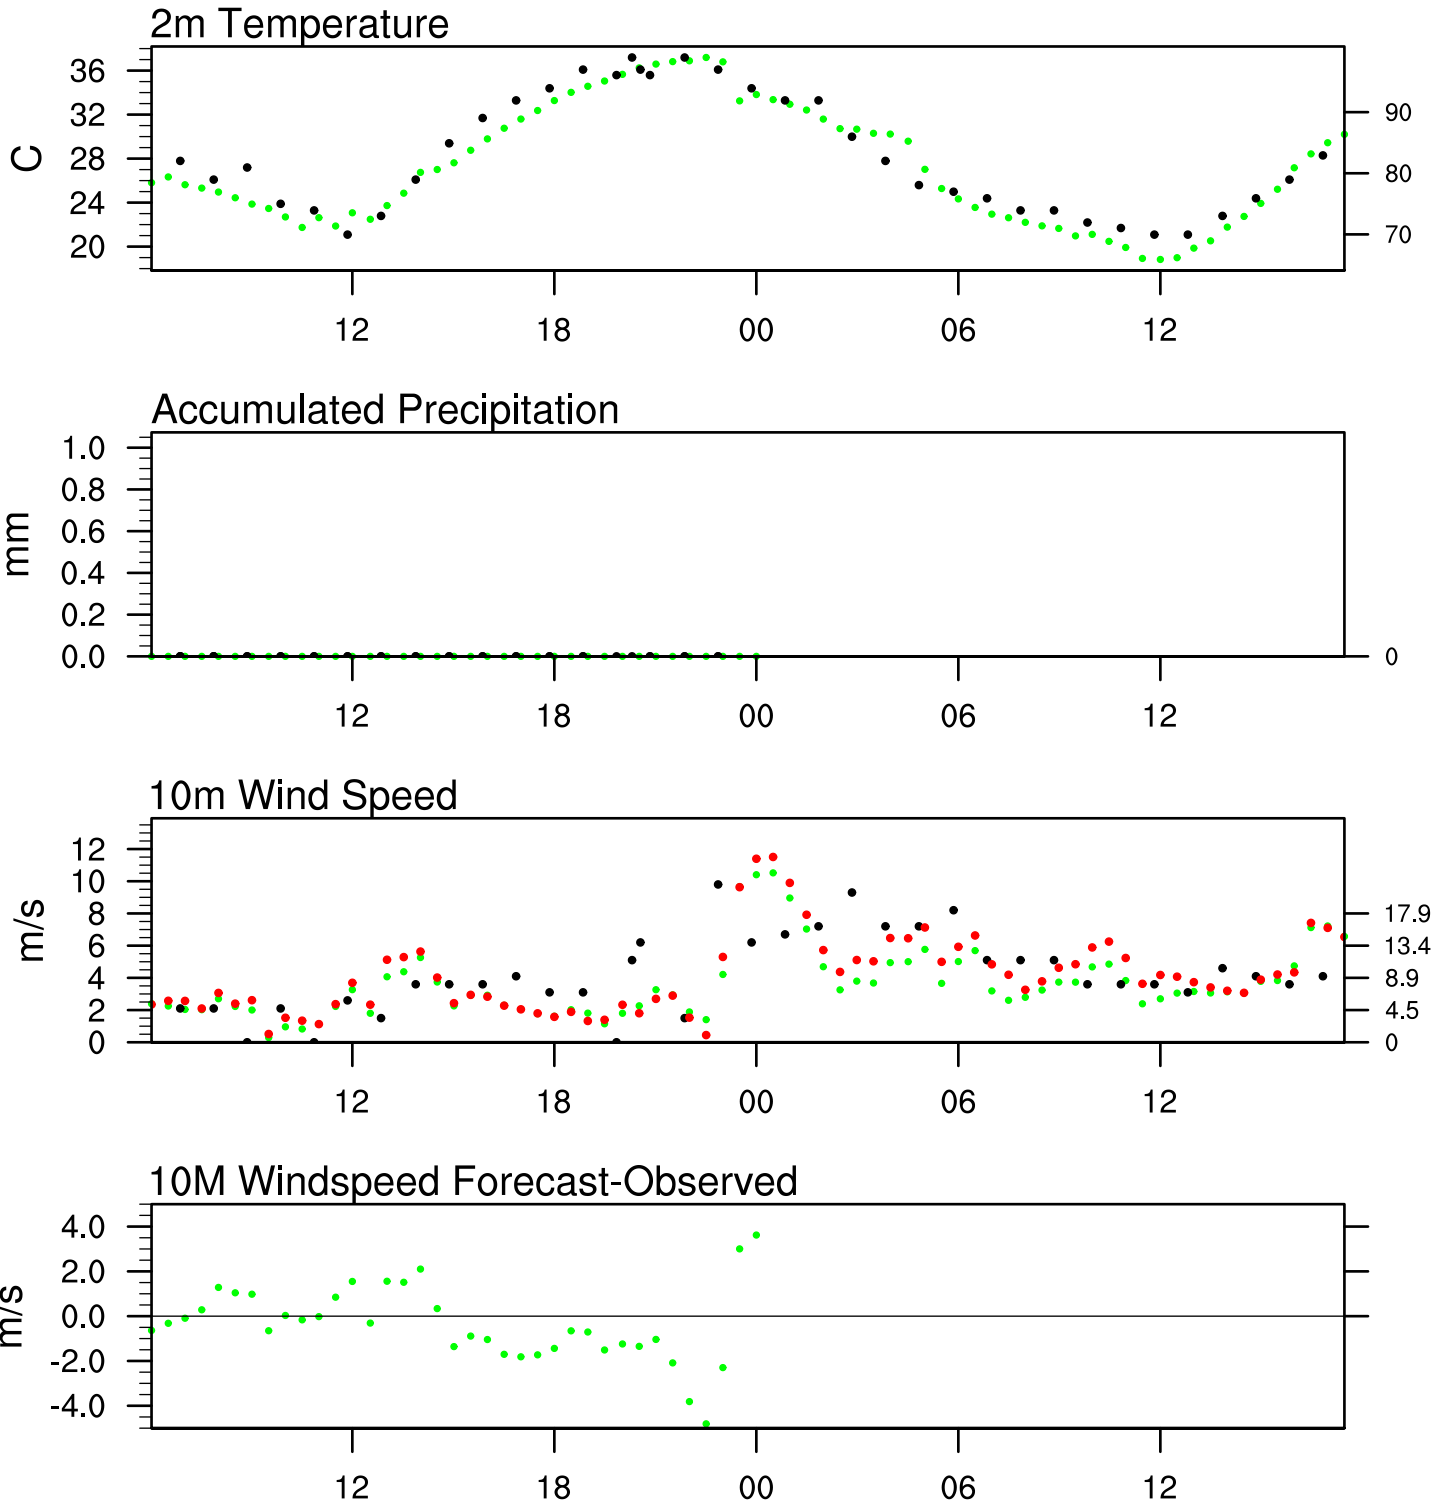 2m Temperature
36
32
28
24
20
C
90
80
70
12 18 00 06 12
Accumulated Precipitation
1.0
0.8
0.6
0.4
0.2
0.0
mm
0
12 18 00 06 12
10m Wind Speed
12
10
8
6
4
2
0
m/s
17.9
13.4
8.9
4.5
0
12 18 00 06 12
10M Windspeed Forecast-Observed
4.0
2.0
0.0
-2.0
-4.0
m/s
12 18 00 06 12